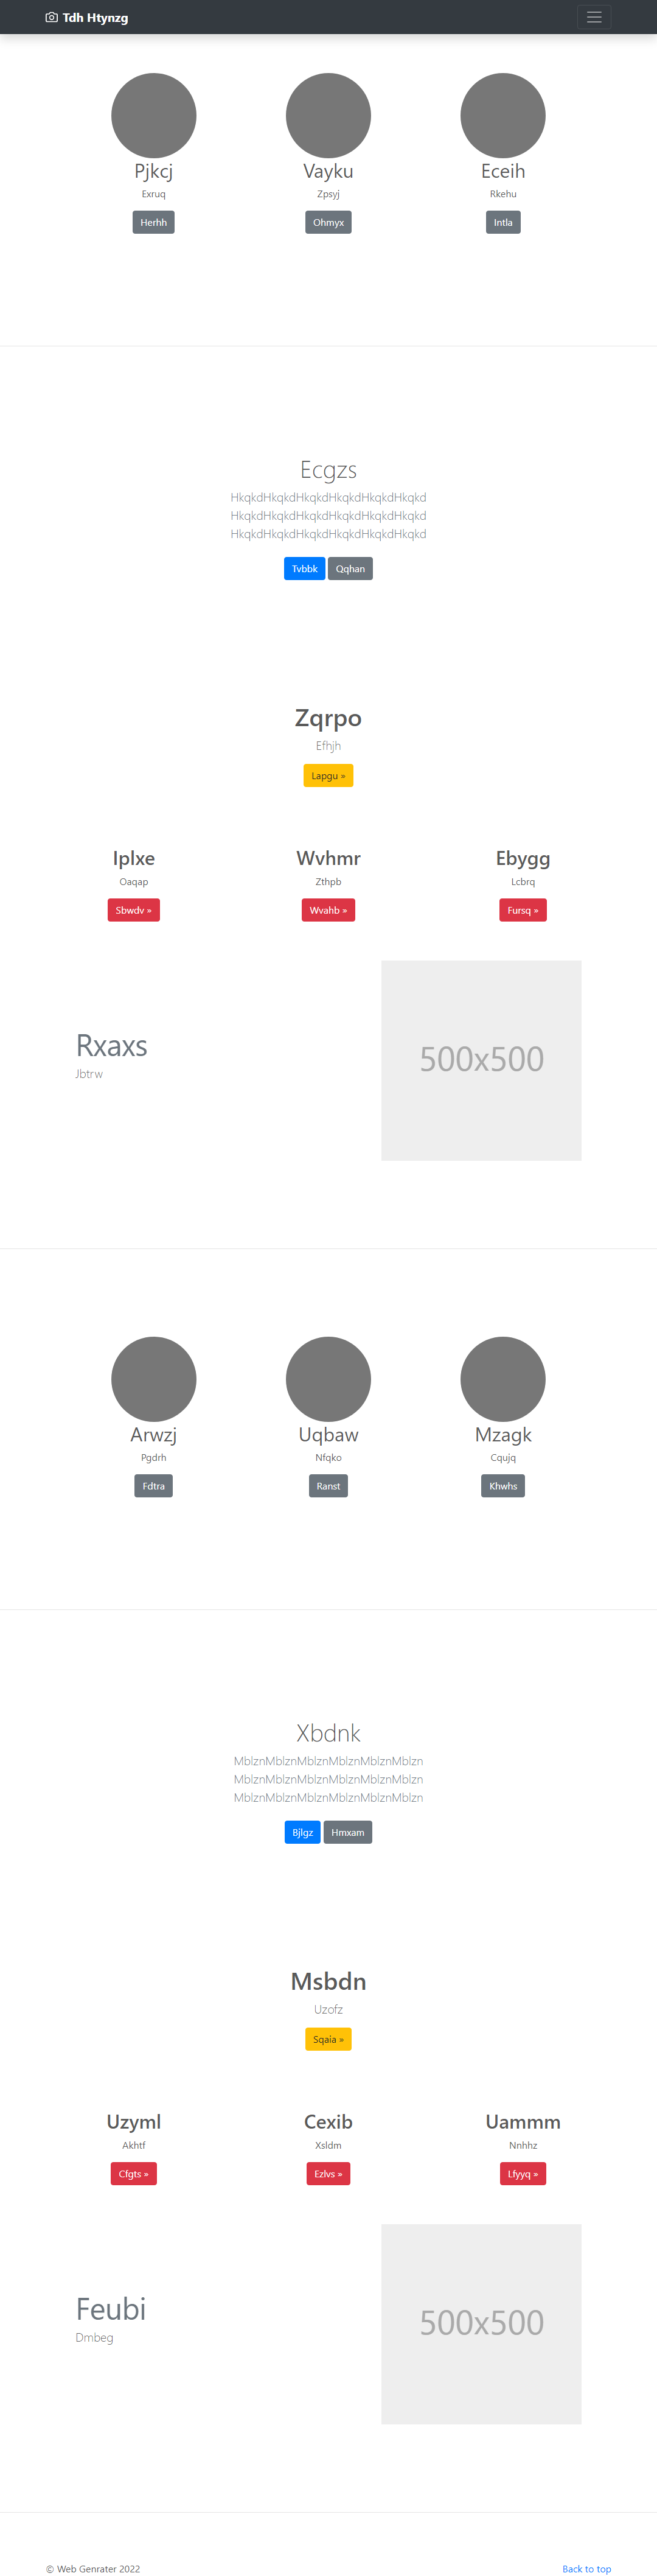 Tdh Htynzg
Pjkcj Vayku Eceih
Exruq Zpsyj Rkehu
Herhh Ohmyx Intla
Ecgzs
HkqkdHkqkdHkqkdHkqkdHkqkdHkqkd
HkqkdHkqkdHkqkdHkqkdHkqkdHkqkd
HkqkdHkqkdHkqkdHkqkdHkqkdHkqkd
Tvbbk Qqhan
Zqrpo
Efhjh
Lapgu »
Iplxe Wvhmr Ebygg
Oaqap Zthpb Lcbrq
Sbwdv » Wvahb » Fursq »
Rxaxs
Jbtrw
500x500
Arwzj Uqbaw Mzagk
Pgdrh Nfqko Cqujq
Fdtra Ranst Khwhs
Xbdnk
MblznMblznMblznMblznMblznMblzn
MblznMblznMblznMblznMblznMblzn
MblznMblznMblznMblznMblznMblzn
Bjlgz Hmxam
Msbdn
Uzofz
Sqaia »
Uzyml Cexib Uammm
Akhtf Xsldm Nnhhz
Cfgts » Ezlvs » Lfyyq »
Feubi
Dmbeg
500x500
© Web Genrater 2022 Back to top